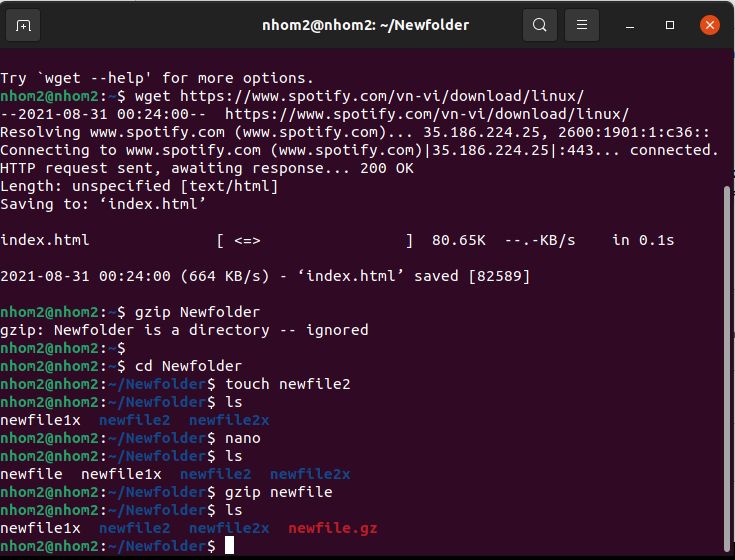 nhom2@nhom2: ~/Newfolder
Try `wget --help' for more options.
nhom2@nhom2:~$ wget https://www.spotify.com/vn-vi/download/linux/
--2021-08-31 00:24:00--  https://www.spotify.com/vn-vi/download/linux/
Resolving www.spotify.com (www.spotify.com)... 35.186.224.25, 2600:1901:1:c36::
Connecting to www.spotify.com (www.spotify.com)|35.186.224.25|:443... connected.
HTTP request sent, awaiting response... 200 OK
Length: unspecified [text/html]
Saving to: ‘index.html’
index.html              [ <=>                ]  80.65K  --.-KB/s    in 0.1s
2021-08-31 00:24:00 (664 KB/s) - ‘index.html’ saved [82589]
nhom2@nhom2:~$ gzip Newfolder
gzip: Newfolder is a directory -- ignored
nhom2@nhom2:~$
nhom2@nhom2:~$ cd Newfolder
nhom2@nhom2:~/Newfolder$ touch newfile2
nhom2@nhom2:~/Newfolder$ ls
newfile1x  newfile2  newfile2x
nhom2@nhom2:~/Newfolder$ nano
nhom2@nhom2:~/Newfolder$ ls
newfile  newfile1x  newfile2  newfile2x
nhom2@nhom2:~/Newfolder$ gzip newfile
nhom2@nhom2:~/Newfolder$ ls
newfile1x  newfile2  newfile2x  newfile.gz
nhom2@nhom2:~/Newfolder$